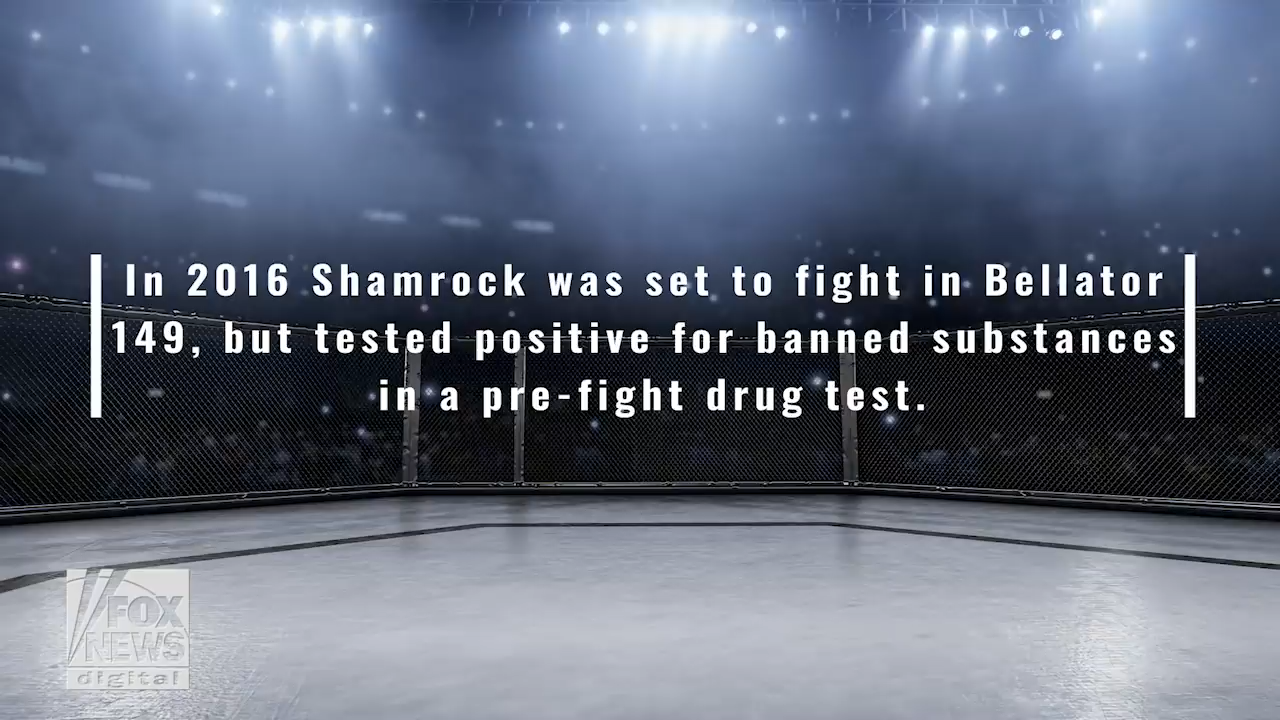 In 2016 Shamrock was set to fight in Bellator
149, but tested positive for banned substances
in a pre-fight drug test.
FOX
NEWS
digital